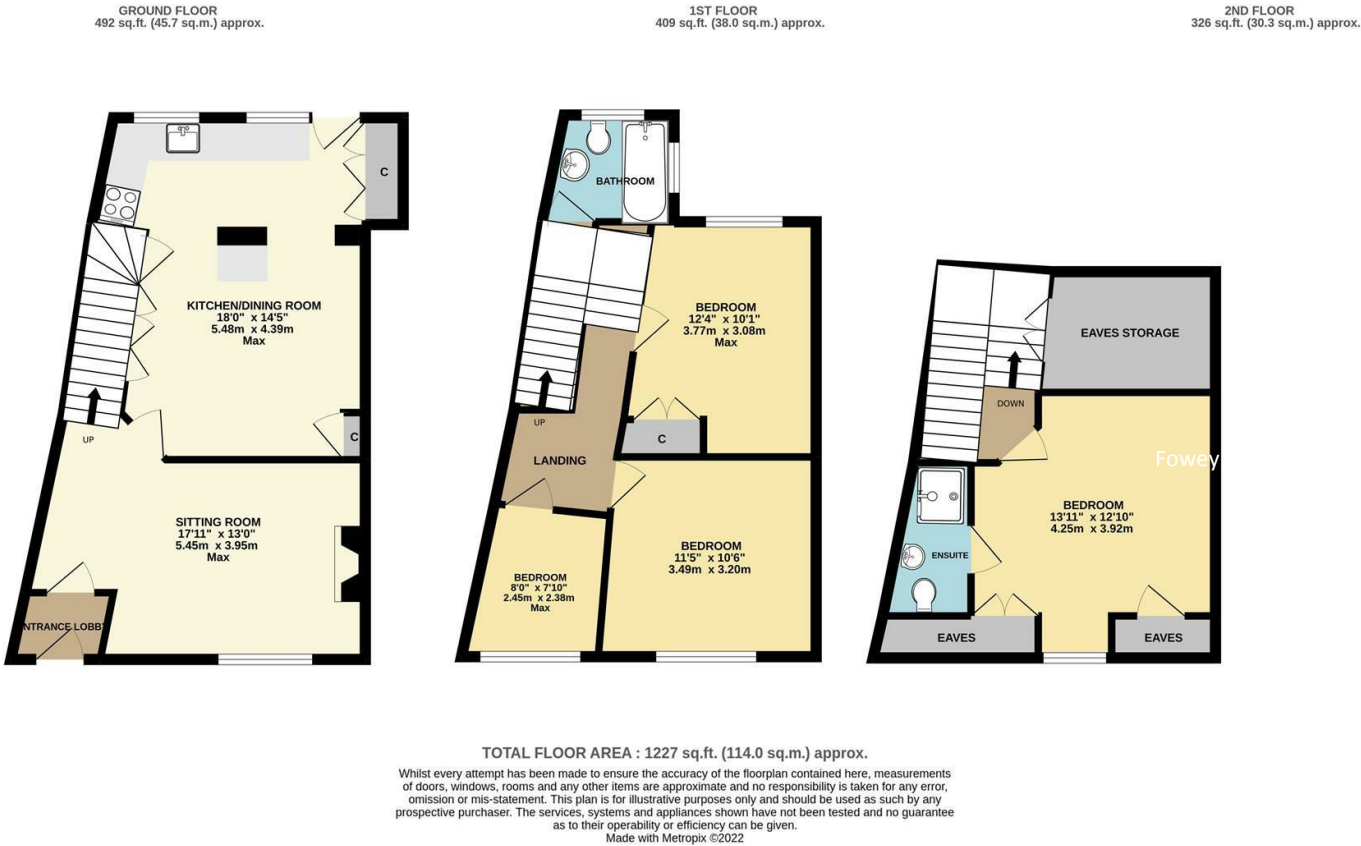 GROUND FLOOR
492 sq.ft. (45.7 sq.m.) approx.
1ST FLOOR
409 sq.ft. (38.0 sq.m.) approx.
2ND FLOOR
326 sq.ft. (30.3 sq.m.) approx.
C
KITCHEN/DINING ROOM
18'0" x 14'5"
5.48m x 4.39m
Max
UP
C
SITTING ROOM
17'11" x 13'0"
5.45m x 3.95m
Max
NTRANCE LOBB
BATHROOM
BEDROOM
12'4" x 10'1"
3.77m x 3.08m
Max
UP
C
LANDING
BEDROOM
11'5" x 10'6"
3.49m x 3.20m
BEDROOM
8'0" x 7'10"
2.45m x 2.38m
Max
EAVES STORAGE
DOWN
Fowey
BEDROOM
13'11" x 12'10"
4.25m x 3.92m
ENSUITE
EAVES
EAVES
TOTAL FLOOR AREA : 1227 sq.ft. (114.0 sq.m.) approx.
Whilst every attempt has been made to ensure the accuracy of the floorplan contained here, measurements
of doors, windows, rooms and any other items are approximate and no responsibility is taken for any error,
omission or mis-statement. This plan is for illustrative purposes only and should be used as such by any
prospective purchaser. The services, systems and appliances shown have not been tested and no guarantee
as to their operability or efficiency can be given.
Made with Metropix ©2022